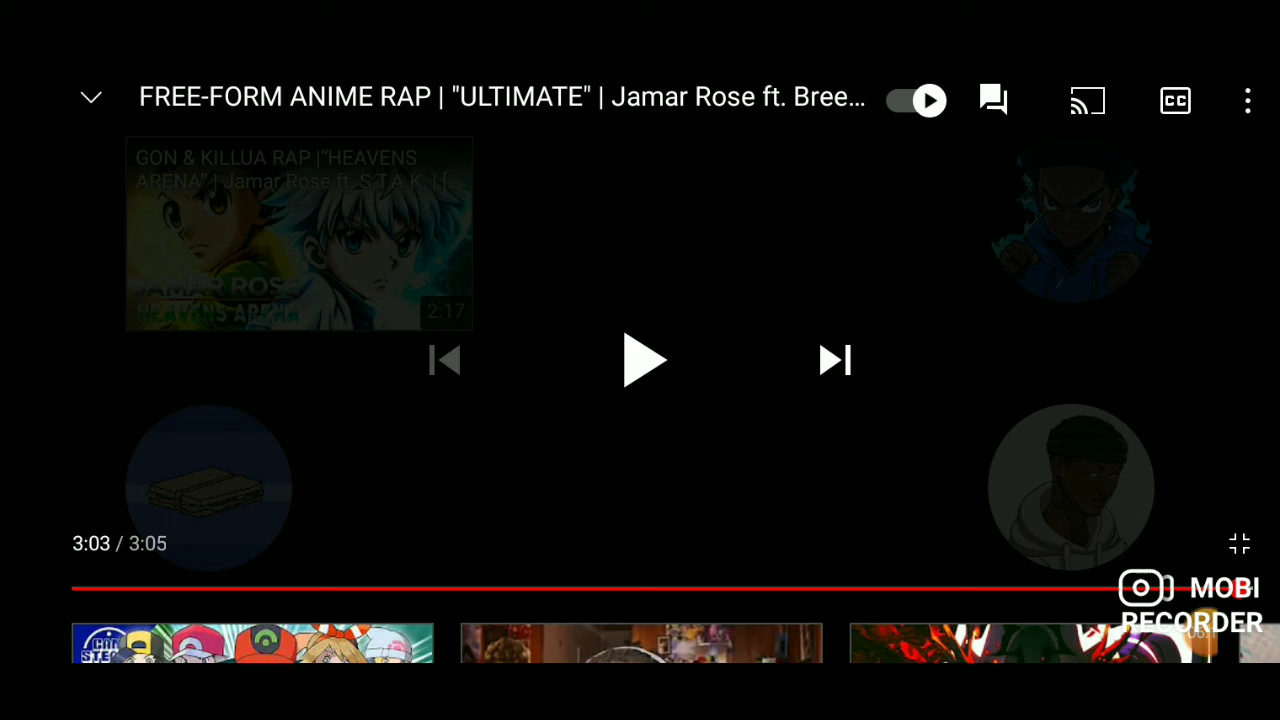 FREE-FORM ANIME RAP | "ULTIMATE" | Jamar Rose ft. Bree...
CC
GON & KILLUA RAP |“HEAVENS
ARENA” | Jamar Rose ft. S.T.A.K. | [...
JAMAR ROSE
HEAVENS ARENA
2:17
3:03 / 3:05
MOBI
RECORDER